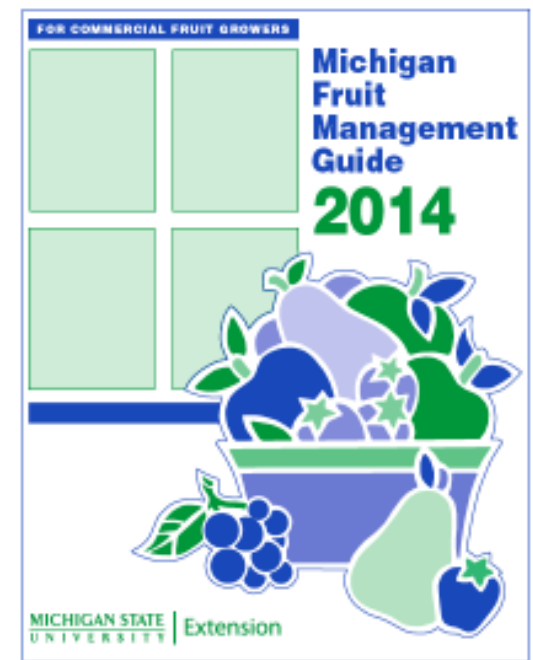 FOR COMMERCIAL FRUIT GROWERS
Michigan
Fruit
Management
Guide
2014
MICHIGAN STATE
UNIVERSITY
Extension